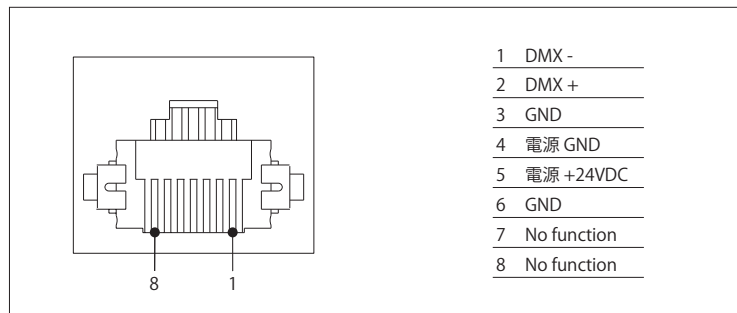 8 1
1 DMX -
2 DMX +
3 GND
4 電源 GND
5 電源 +24VDC
6 GND
7 No function
8 No function